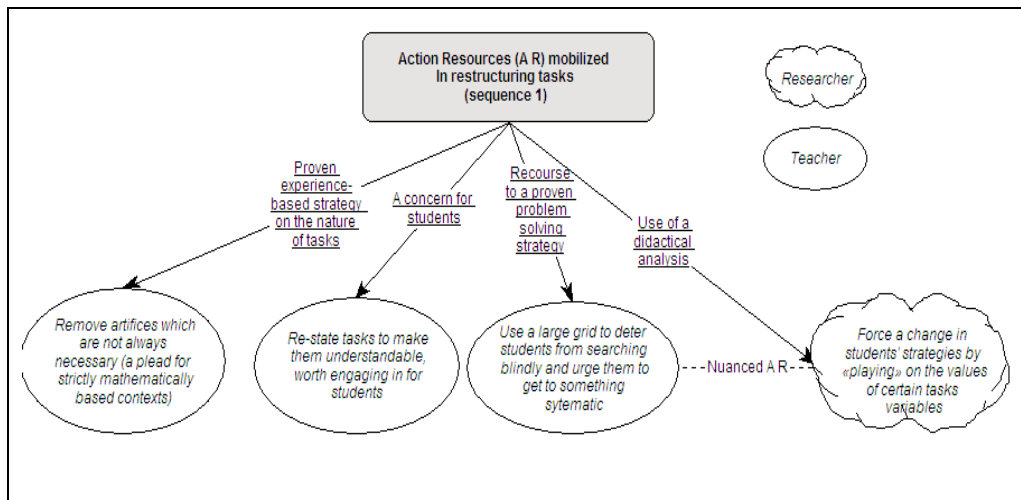 Action Resources (A R) mobilized
In restructuring tasks
(sequence 1)
Researcher
Teacher
Proven
experience-
based strategy
on the nature
of tasks
A concern for
students
Recourse
to a proven
problem
solving
strategy
Use of a
didactical
analysis
Remove artifices which
are not always
necessary (a plead for
strictly mathematically
based contexts)
Re-state tasks to make
them understandable,
worth engaging in for
students
Use a large grid to deter
students from searching
blindly and urge them to
get to something
sytematic
Nuanced A R
Force a change in
students' strategies by
«playing» on the values
of certain tasks
variables